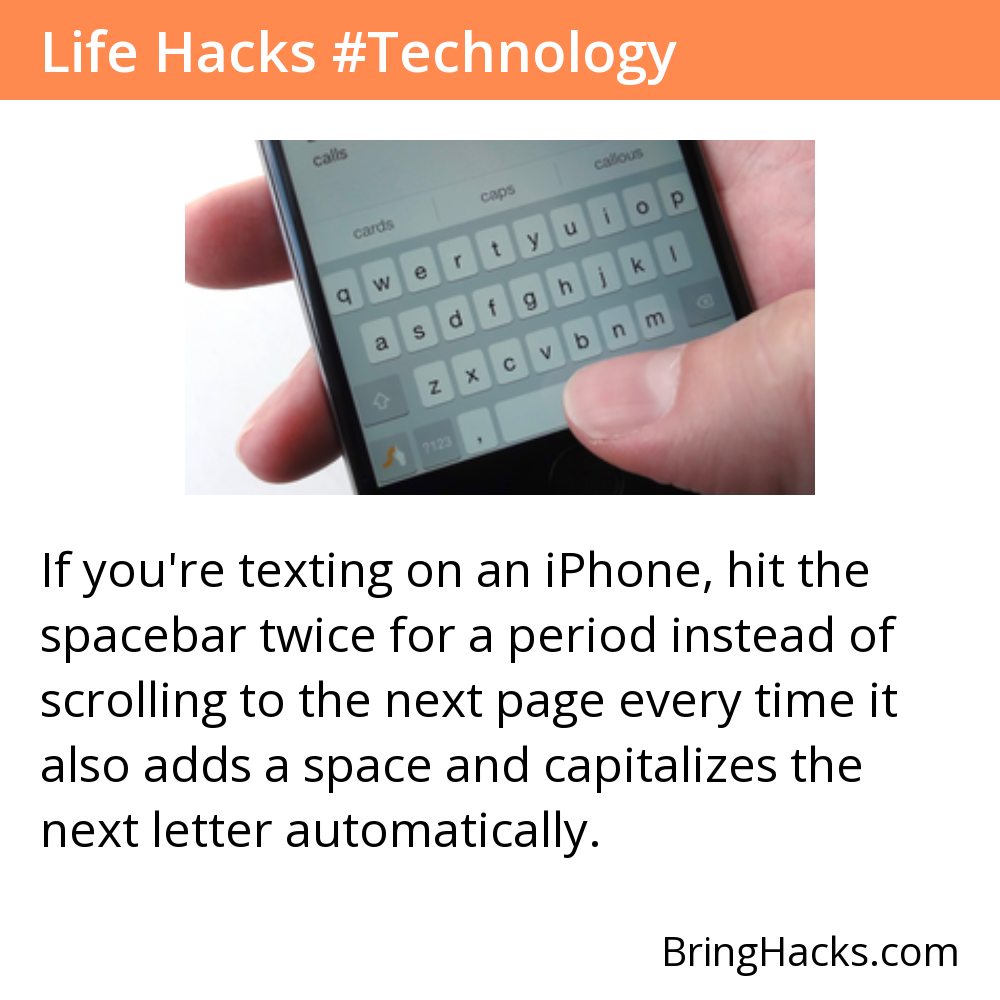 Life Hacks #Technology
calls
cards caps callous
q w e r t y u i o p
a s d f g h j k l
z x c v b n m
?123 ,
If you're texting on an iPhone, hit the
spacebar twice for a period instead of
scrolling to the next page every time it
also adds a space and capitalizes the
next letter automatically.
BringHacks.com